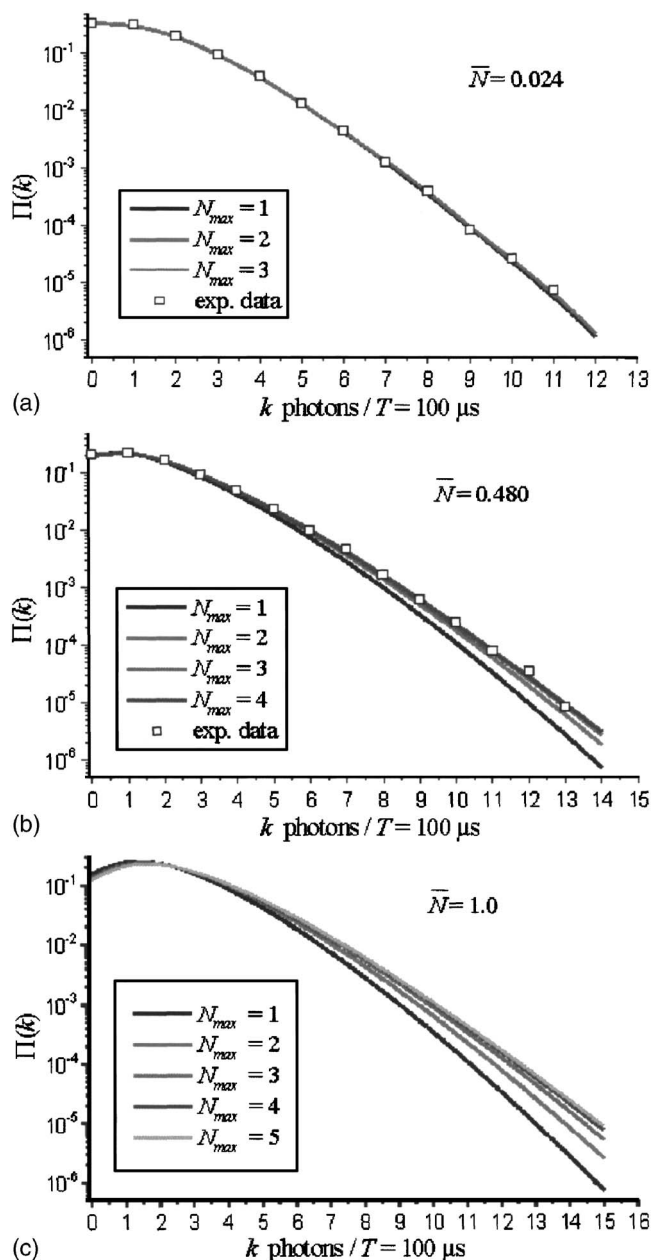 10⁻¹
10⁻²
10⁻³
10⁻⁴
10⁻⁵
10⁻⁶
Π(k)
N̅ = 0.024
N_max = 1
N_max = 2
N_max = 3
exp. data
0 1 2 3 4 5 6 7 8 9 10 11 12 13
(a)
k photons / T = 100 μs
10⁻¹
10⁻²
10⁻³
10⁻⁴
10⁻⁵
10⁻⁶
Π(k)
N̅ = 0.480
N_max = 1
N_max = 2
N_max = 3
N_max = 4
exp. data
0 1 2 3 4 5 6 7 8 9 10 11 12 13 14 15
(b)
k photons / T = 100 μs
10⁻¹
10⁻²
10⁻³
10⁻⁴
10⁻⁵
10⁻⁶
Π(k)
N̅ = 1.0
N_max = 1
N_max = 2
N_max = 3
N_max = 4
N_max = 5
0 1 2 3 4 5 6 7 8 9 10 11 12 13 14 15 16
(c)
k photons / T = 100 μs